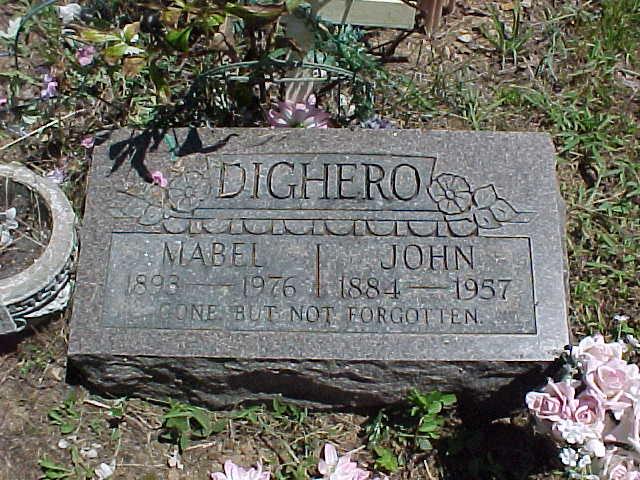 DIGHERO
MABEL JOHN
1893 — 1976 1884 — 1957
GONE BUT NOT FORGOTTEN.